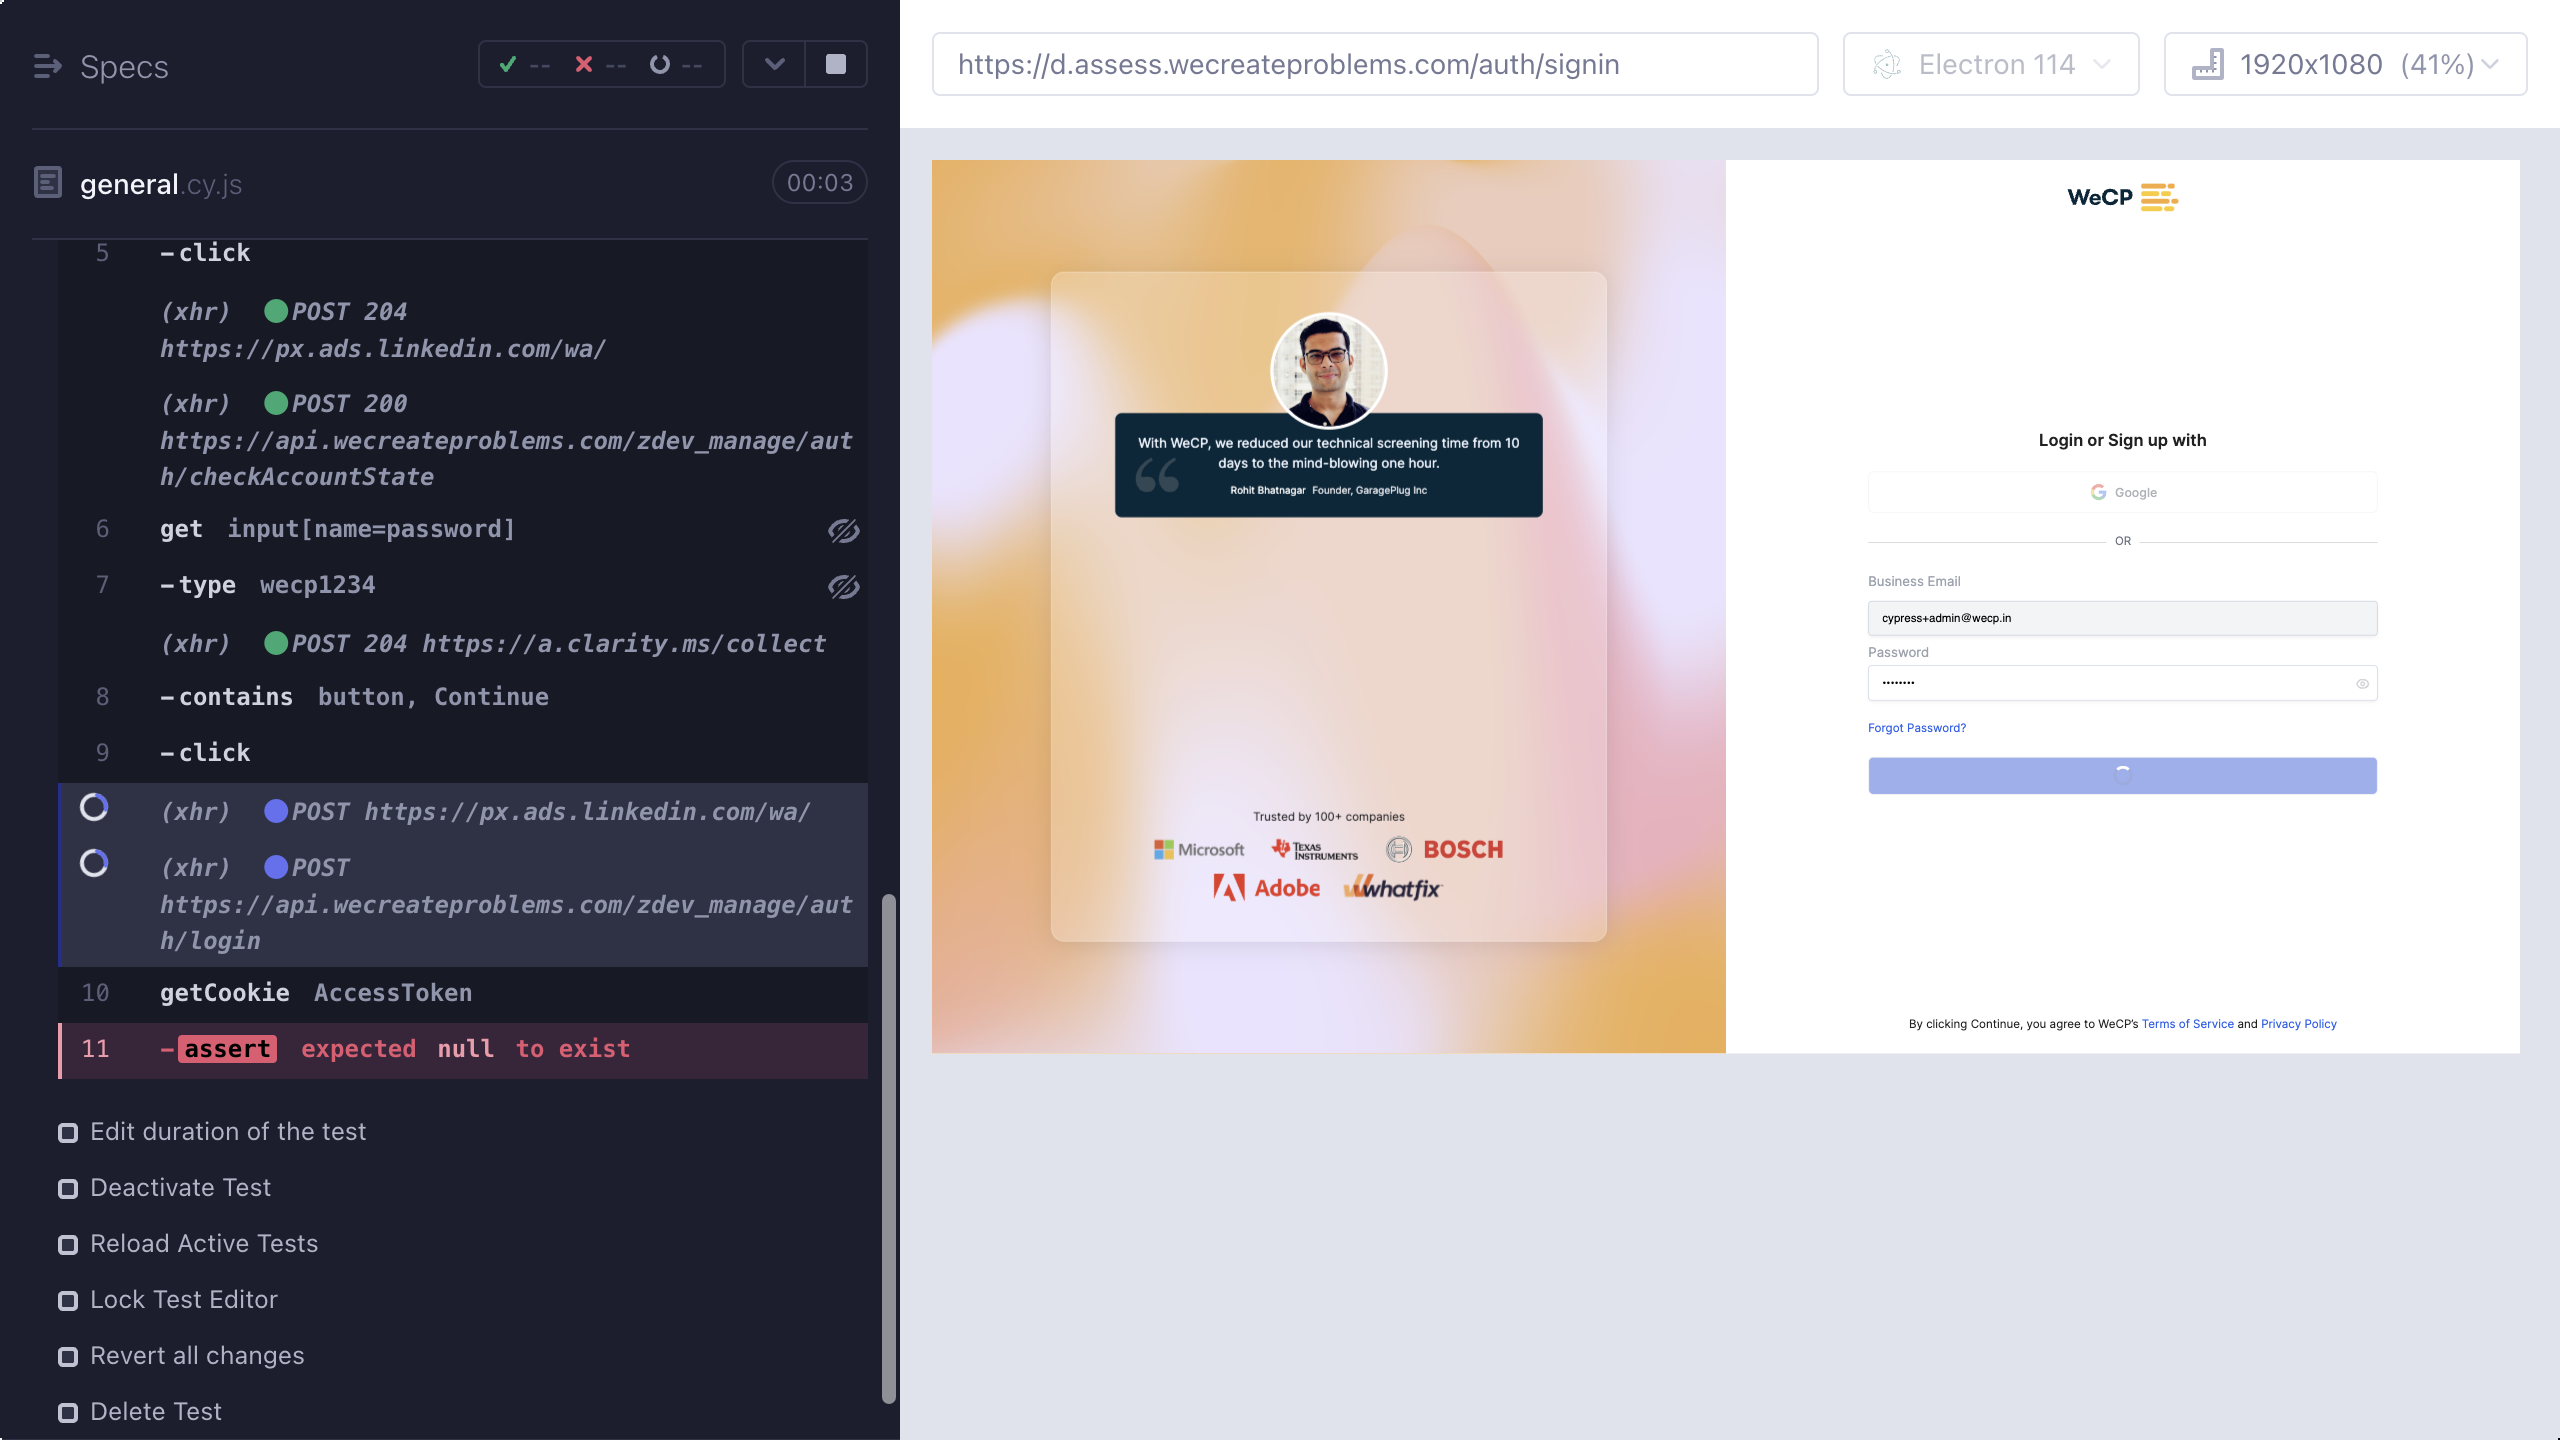 Specs
-- -- --
general.cy.js
00:03
5 -click
(xhr) POST 204
https://px.ads.linkedin.com/wa/
(xhr) POST 200
https://api.wecreateproblems.com/zdev_manage/aut
h/checkAccountState
6 get input[name=password]
7 -type wecp1234
(xhr) POST 204 https://a.clarity.ms/collect
8 -contains button, Continue
9 -click
(xhr) POST https://px.ads.linkedin.com/wa/
(xhr) POST
https://api.wecreateproblems.com/zdev_manage/aut
h/login
10 getCookie AccessToken
11 -assert expected null to exist
Edit duration of the test
Deactivate Test
Reload Active Tests
Lock Test Editor
Revert all changes
Delete Test
https://d.assess.wecreateproblems.com/auth/signin
Electron 114
1920x1080 (41%)
With WeCP, we reduced our technical screening time from 10
days to the mind-blowing one hour.
Rohit Bhatnagar Founder, GaragePlug Inc
Trusted by 100+ companies
Microsoft
TEXAS
INSTRUMENTS
BOSCH
Adobe
whatfix
WeCP
Login or Sign up with
Google
OR
Business Email
cypress+admin@wecp.in
Password
••••••••
Forgot Password?
By clicking Continue, you agree to WeCP's Terms of Service and Privacy Policy